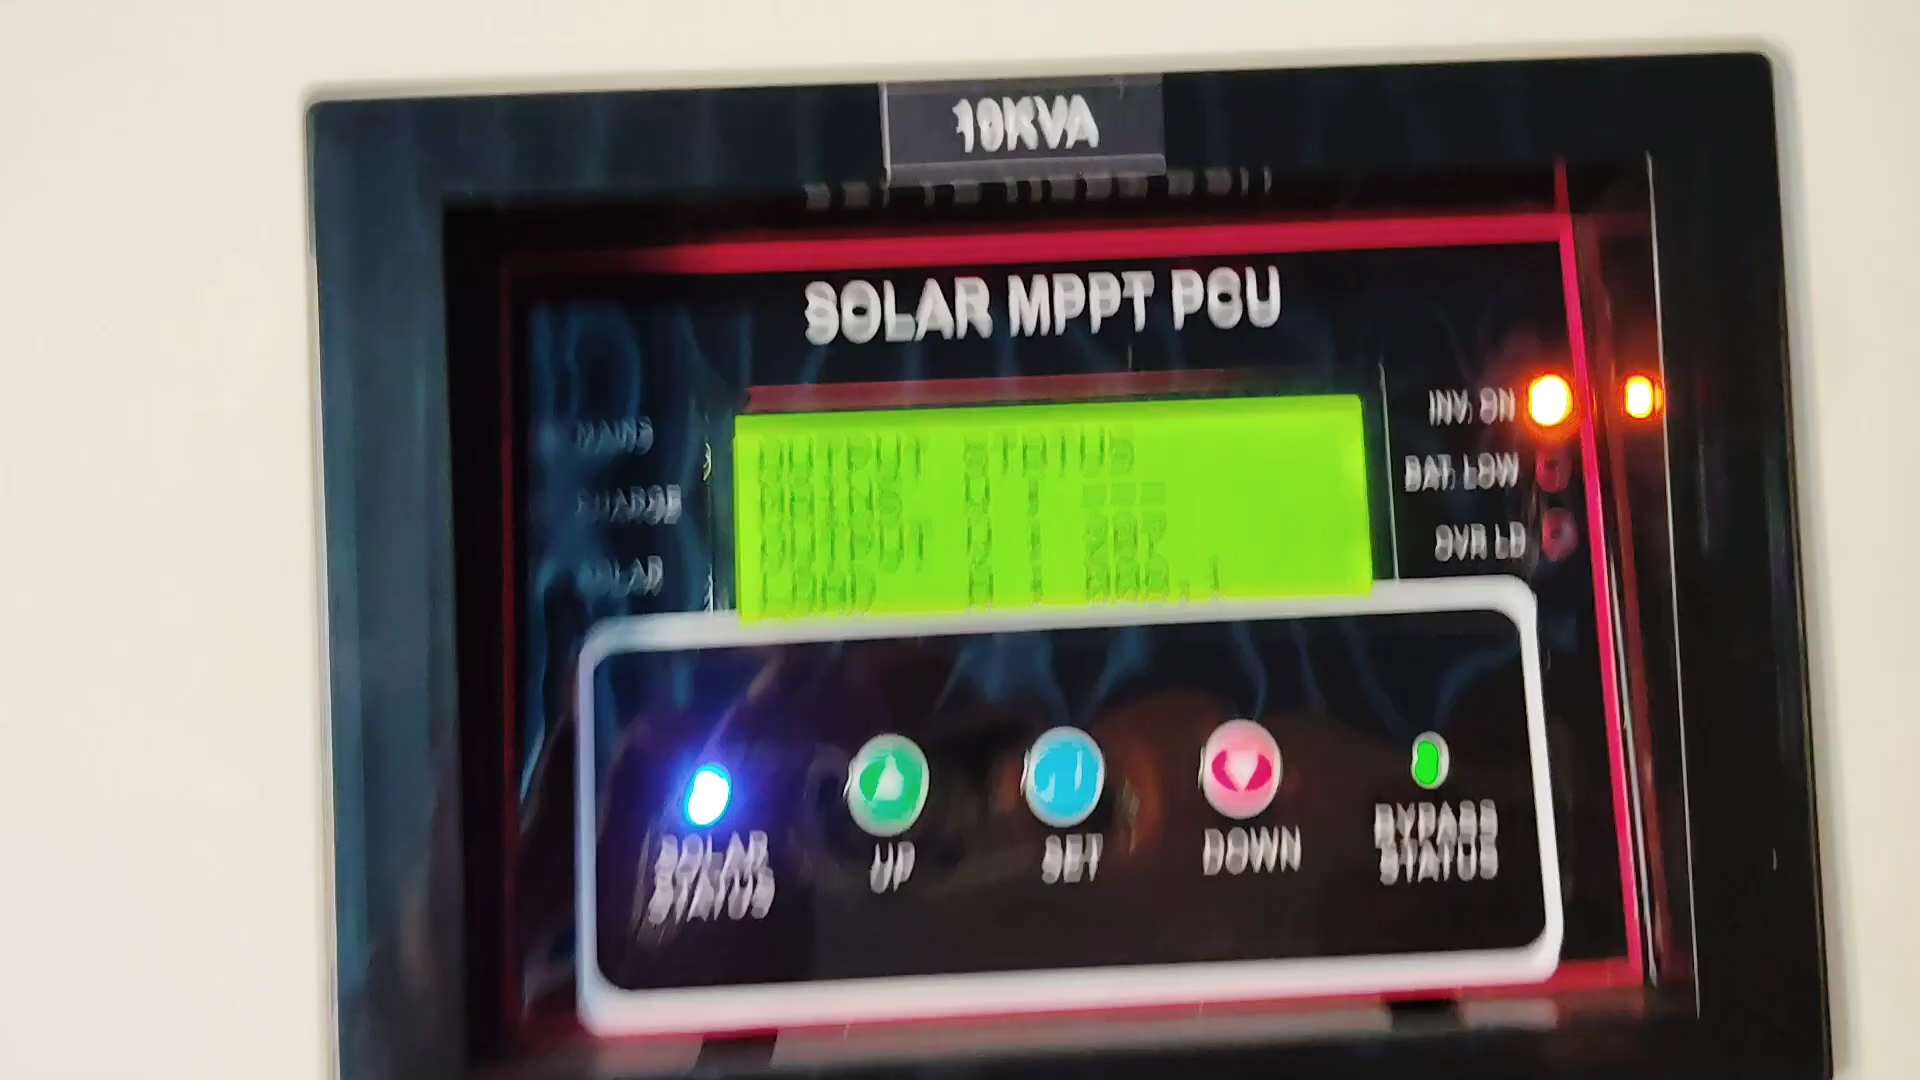 10KVA
SOLAR MPPT PCU
MAINS
CHARGE
SOLAR
INV. ON
BAT. LOW
OVR LD
OUTPUT STATUS
MAINS
OUTPUT
LOAD
SOLAR
STATUS
UP
SET
DOWN
BYPASS
STATUS